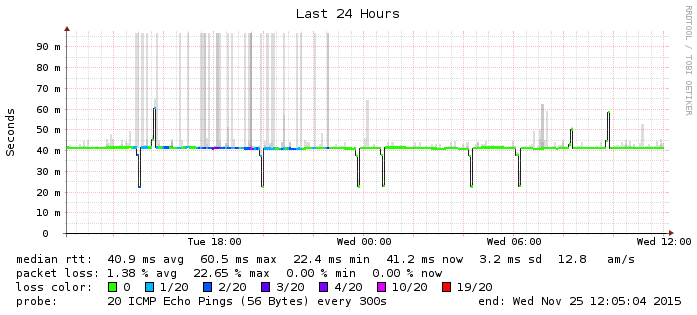 Last 24 Hours
RRDTOOL / TOBI OETIKER
Seconds
90 m
80 m
70 m
60 m
50 m
40 m
30 m
20 m
10 m
0
Tue 18:00 Wed 00:00 Wed 06:00 Wed 12:00
median rtt: 40.9 ms avg 60.5 ms max 22.4 ms min 41.2 ms now 3.2 ms sd 12.8 am/s
packet loss: 1.38 % avg 22.65 % max 0.00 % min 0.00 % now
loss color: 0 1/20 2/20 3/20 4/20 10/20 19/20
probe: 20 ICMP Echo Pings (56 Bytes) every 300s end: Wed Nov 25 12:05:04 2015